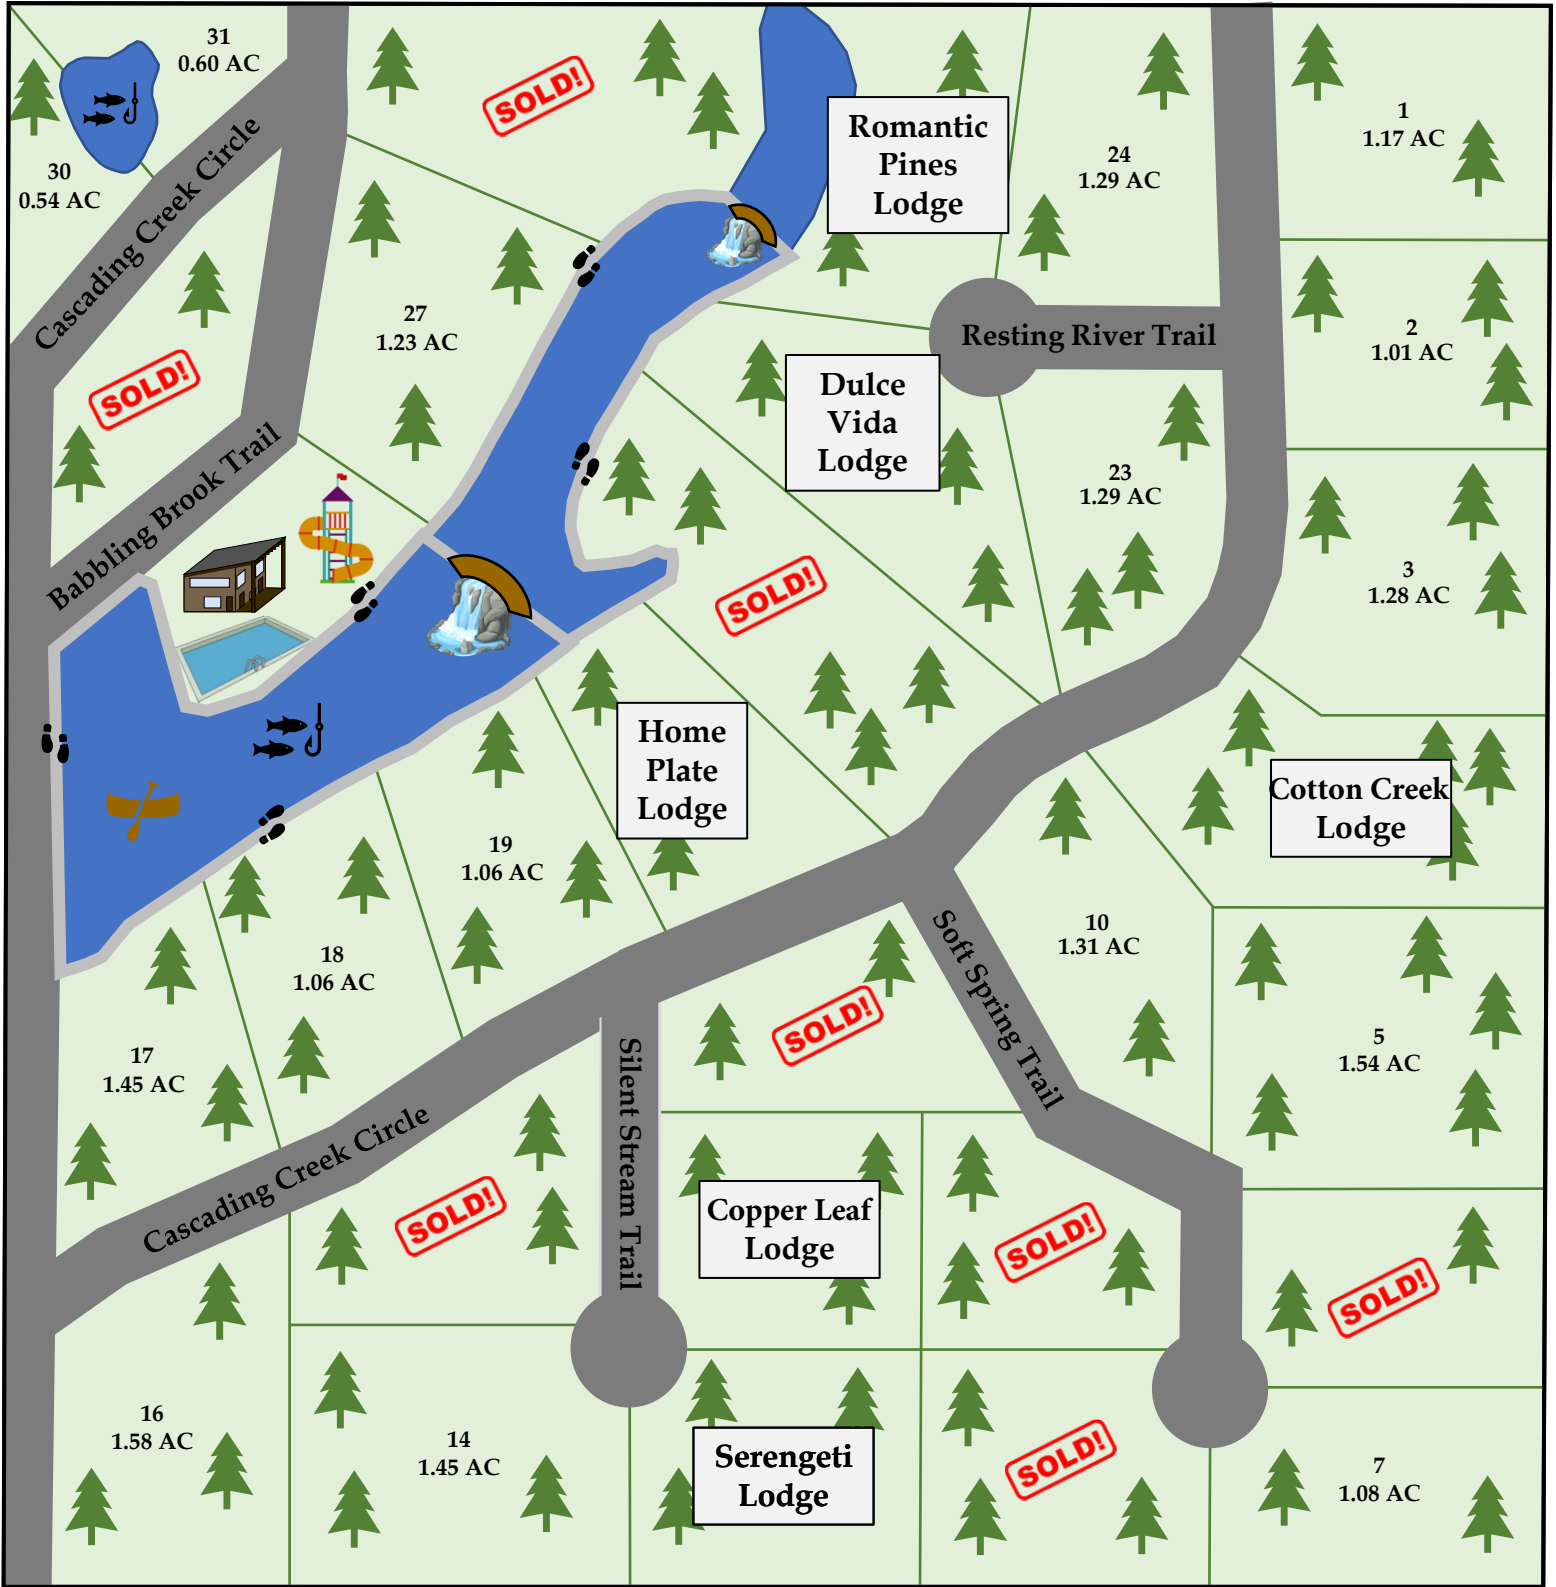 31
0.60 AC
SOLD!
Romantic
Pines
Lodge
24
1.29 AC
1
1.17 AC
30
0.54 AC
Cascading Creek Circle
27
1.23 AC
Resting River Trail
2
1.01 AC
SOLD!
Dulce
Vida
Lodge
23
1.29 AC
Babbling Brook Trail
SOLD!
3
1.28 AC
Home
Plate
Lodge
Cotton Creek
Lodge
19
1.06 AC
18
1.06 AC
10
1.31 AC
Soft Spring Trail
SOLD!
5
1.54 AC
17
1.45 AC
Silent Stream Trail
Cascading Creek Circle
SOLD!
Copper Leaf
Lodge
SOLD!
SOLD!
16
1.58 AC
14
1.45 AC
Serengeti
Lodge
SOLD!
7
1.08 AC